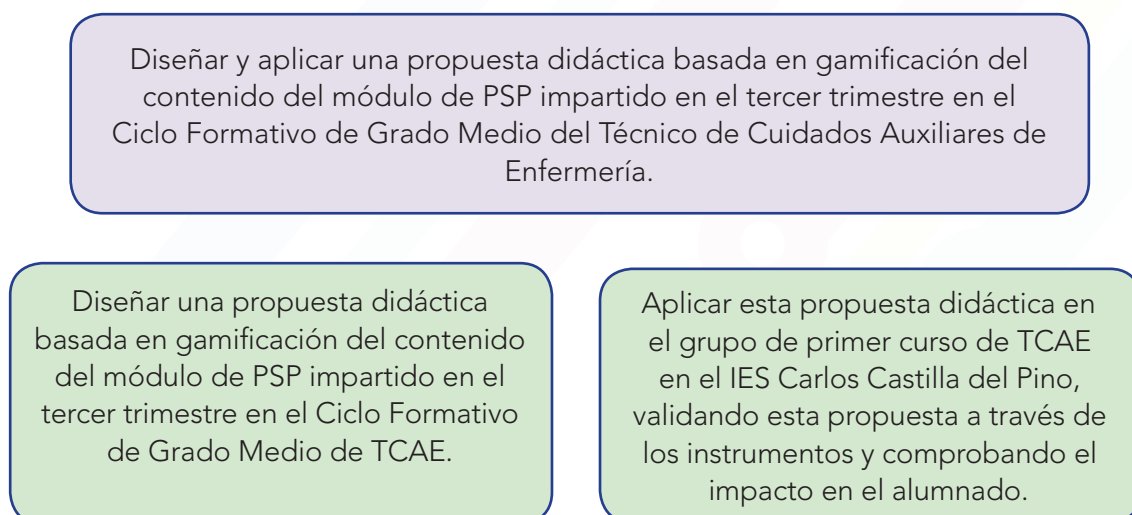 Diseñar y aplicar una propuesta didáctica basada en gamificación del
contenido del módulo de PSP impartido en el tercer trimestre en el
Ciclo Formativo de Grado Medio del Técnico de Cuidados Auxiliares de
Enfermería.
Diseñar una propuesta didáctica
basada en gamificación del contenido
del módulo de PSP impartido en el
tercer trimestre en el Ciclo Formativo
de Grado Medio de TCAE.
Aplicar esta propuesta didáctica en
el grupo de primer curso de TCAE
en el IES Carlos Castilla del Pino,
validando esta propuesta a través de
los instrumentos y comprobando el
impacto en el alumnado.